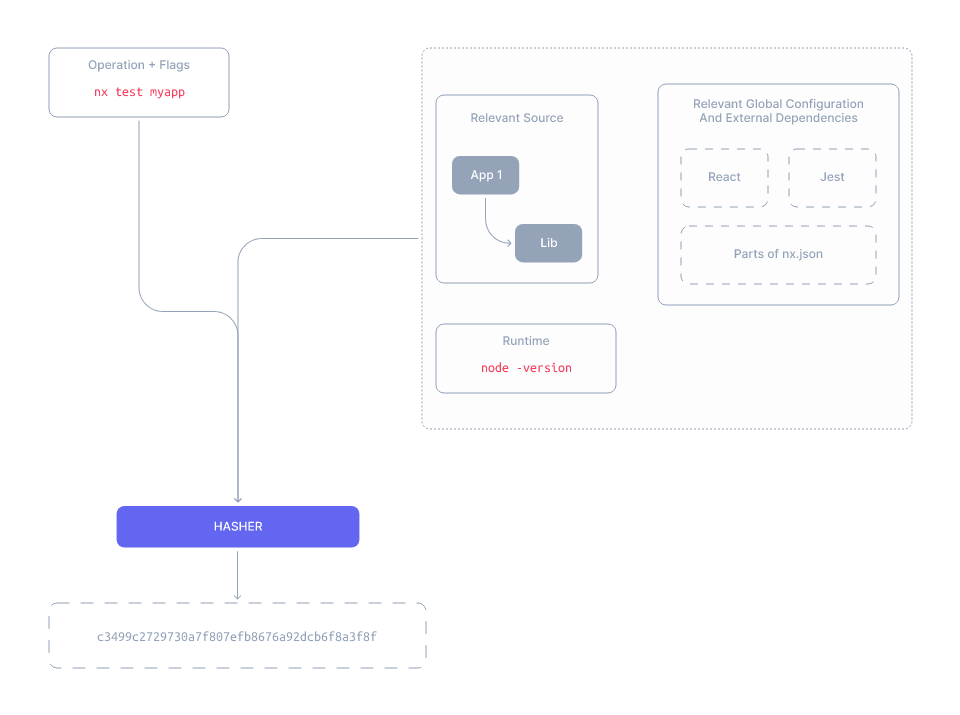 Operation + Flags
nx test myapp
Relevant Source
App 1
Lib
Runtime
node -version
Relevant Global Configuration
And External Dependencies
React
Jest
Parts of nx.json
HASHER
c3499c2729730a7f807efb8676a92dcb6f8a3f8f